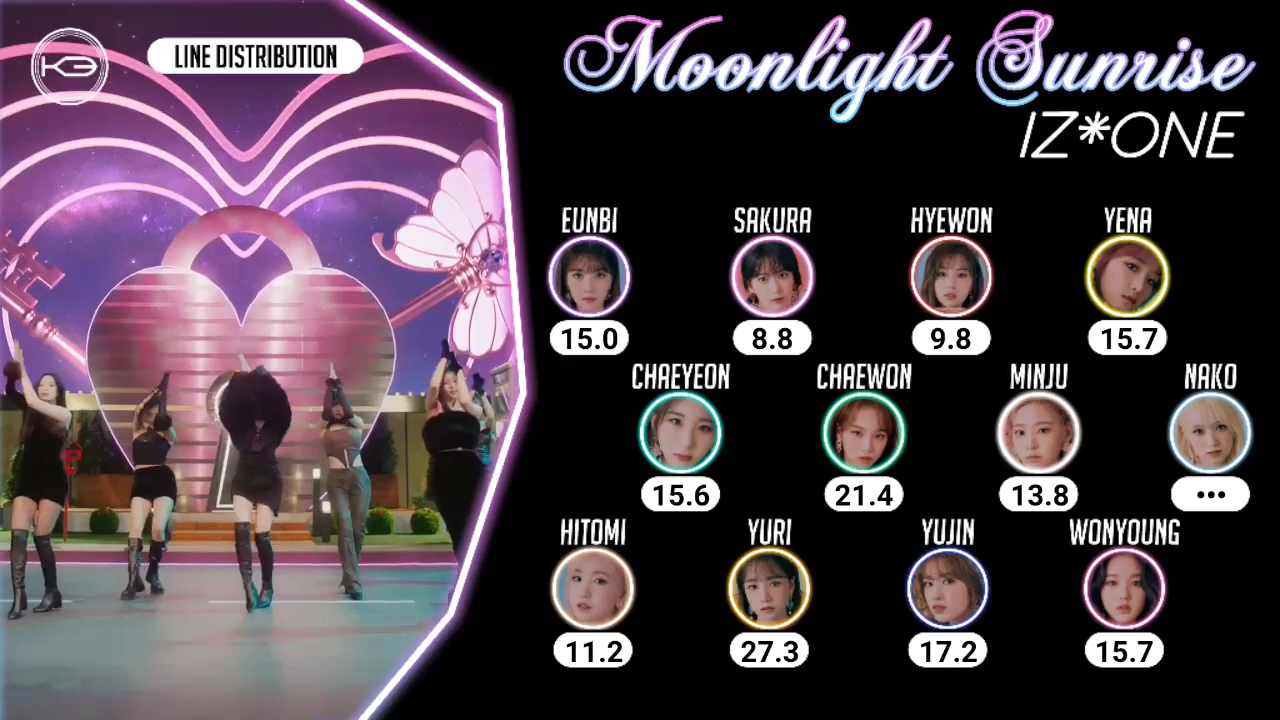 K3
LINE DISTRIBUTION
Moonlight Sunrise
IZ*ONE
EUNBI SAKURA HYEWON YENA
15.0 8.8 9.8 15.7
CHAEYEON CHAEWON MINJU NAKO
15.6 21.4 13.8 •••
HITOMI YURI YUJIN WONYOUNG
11.2 27.3 17.2 15.7